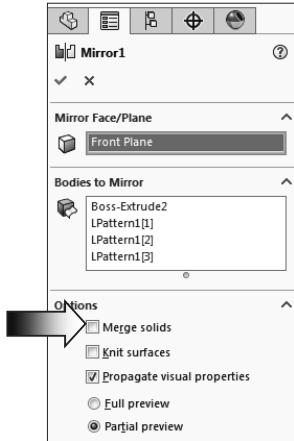 Mirror1
Mirror Face/Plane
Front Plane
Bodies to Mirror
Boss-Extrude2
LPattern1[1]
LPattern1[2]
LPattern1[3]
Options
Merge solids
Knit surfaces
Propagate visual properties
Full preview
Partial preview